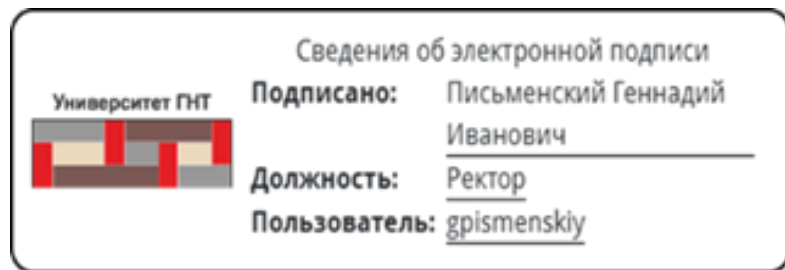 Сведения об электронной подписи
Университет ГНТ
Подписано: Письменский Геннадий
Иванович
Должность: Ректор
Пользователь: gpismenskiy